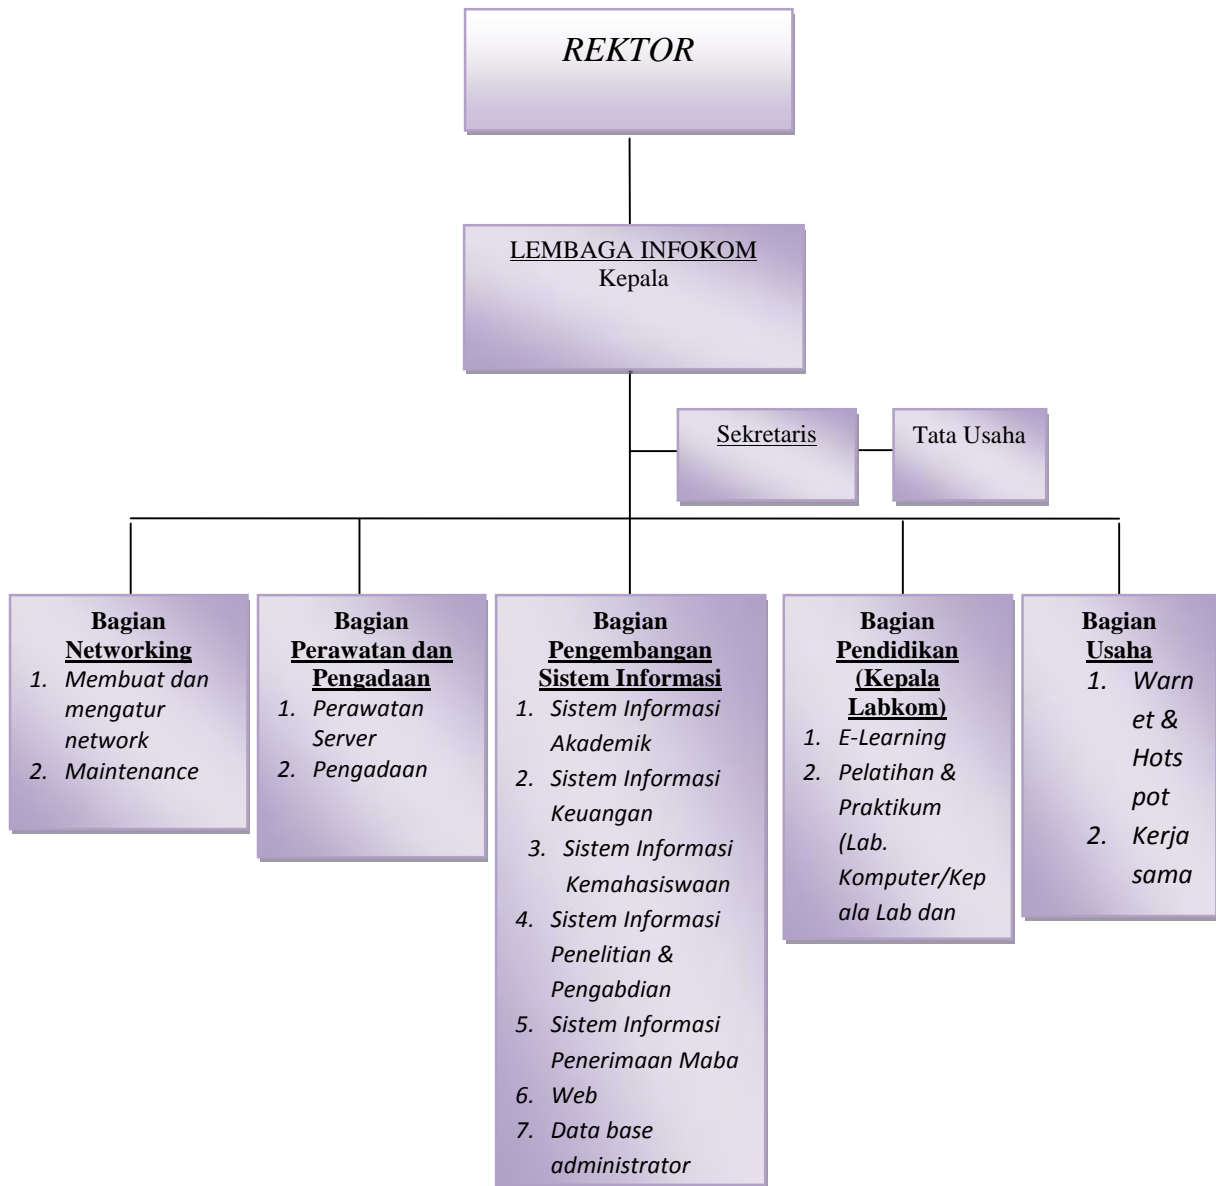 REKTOR
LEMBAGA INFOKOM
Kepala
Sekretaris
Tata Usaha
Bagian
Networking
1. Membuat dan
mengatur
network
2. Maintenance
Bagian
Perawatan dan
Pengadaan
1. Perawatan
Server
2. Pengadaan
Bagian
Pengembangan
Sistem Informasi
1. Sistem Informasi
Akademik
2. Sistem Informasi
Keuangan
3. Sistem Informasi
Kemahasiswaan
4. Sistem Informasi
Penelitian &
Pengabdian
5. Sistem Informasi
Penerimaan Maba
6. Web
7. Data base
administrator
Bagian
Pendidikan
(Kepala
Labkom)
1. E-Learning
2. Pelatihan &
Praktikum
(Lab.
Komputer/Kep
ala Lab dan
Bagian
Usaha
1. Warn
et &
Hots
pot
2. Kerja
sama